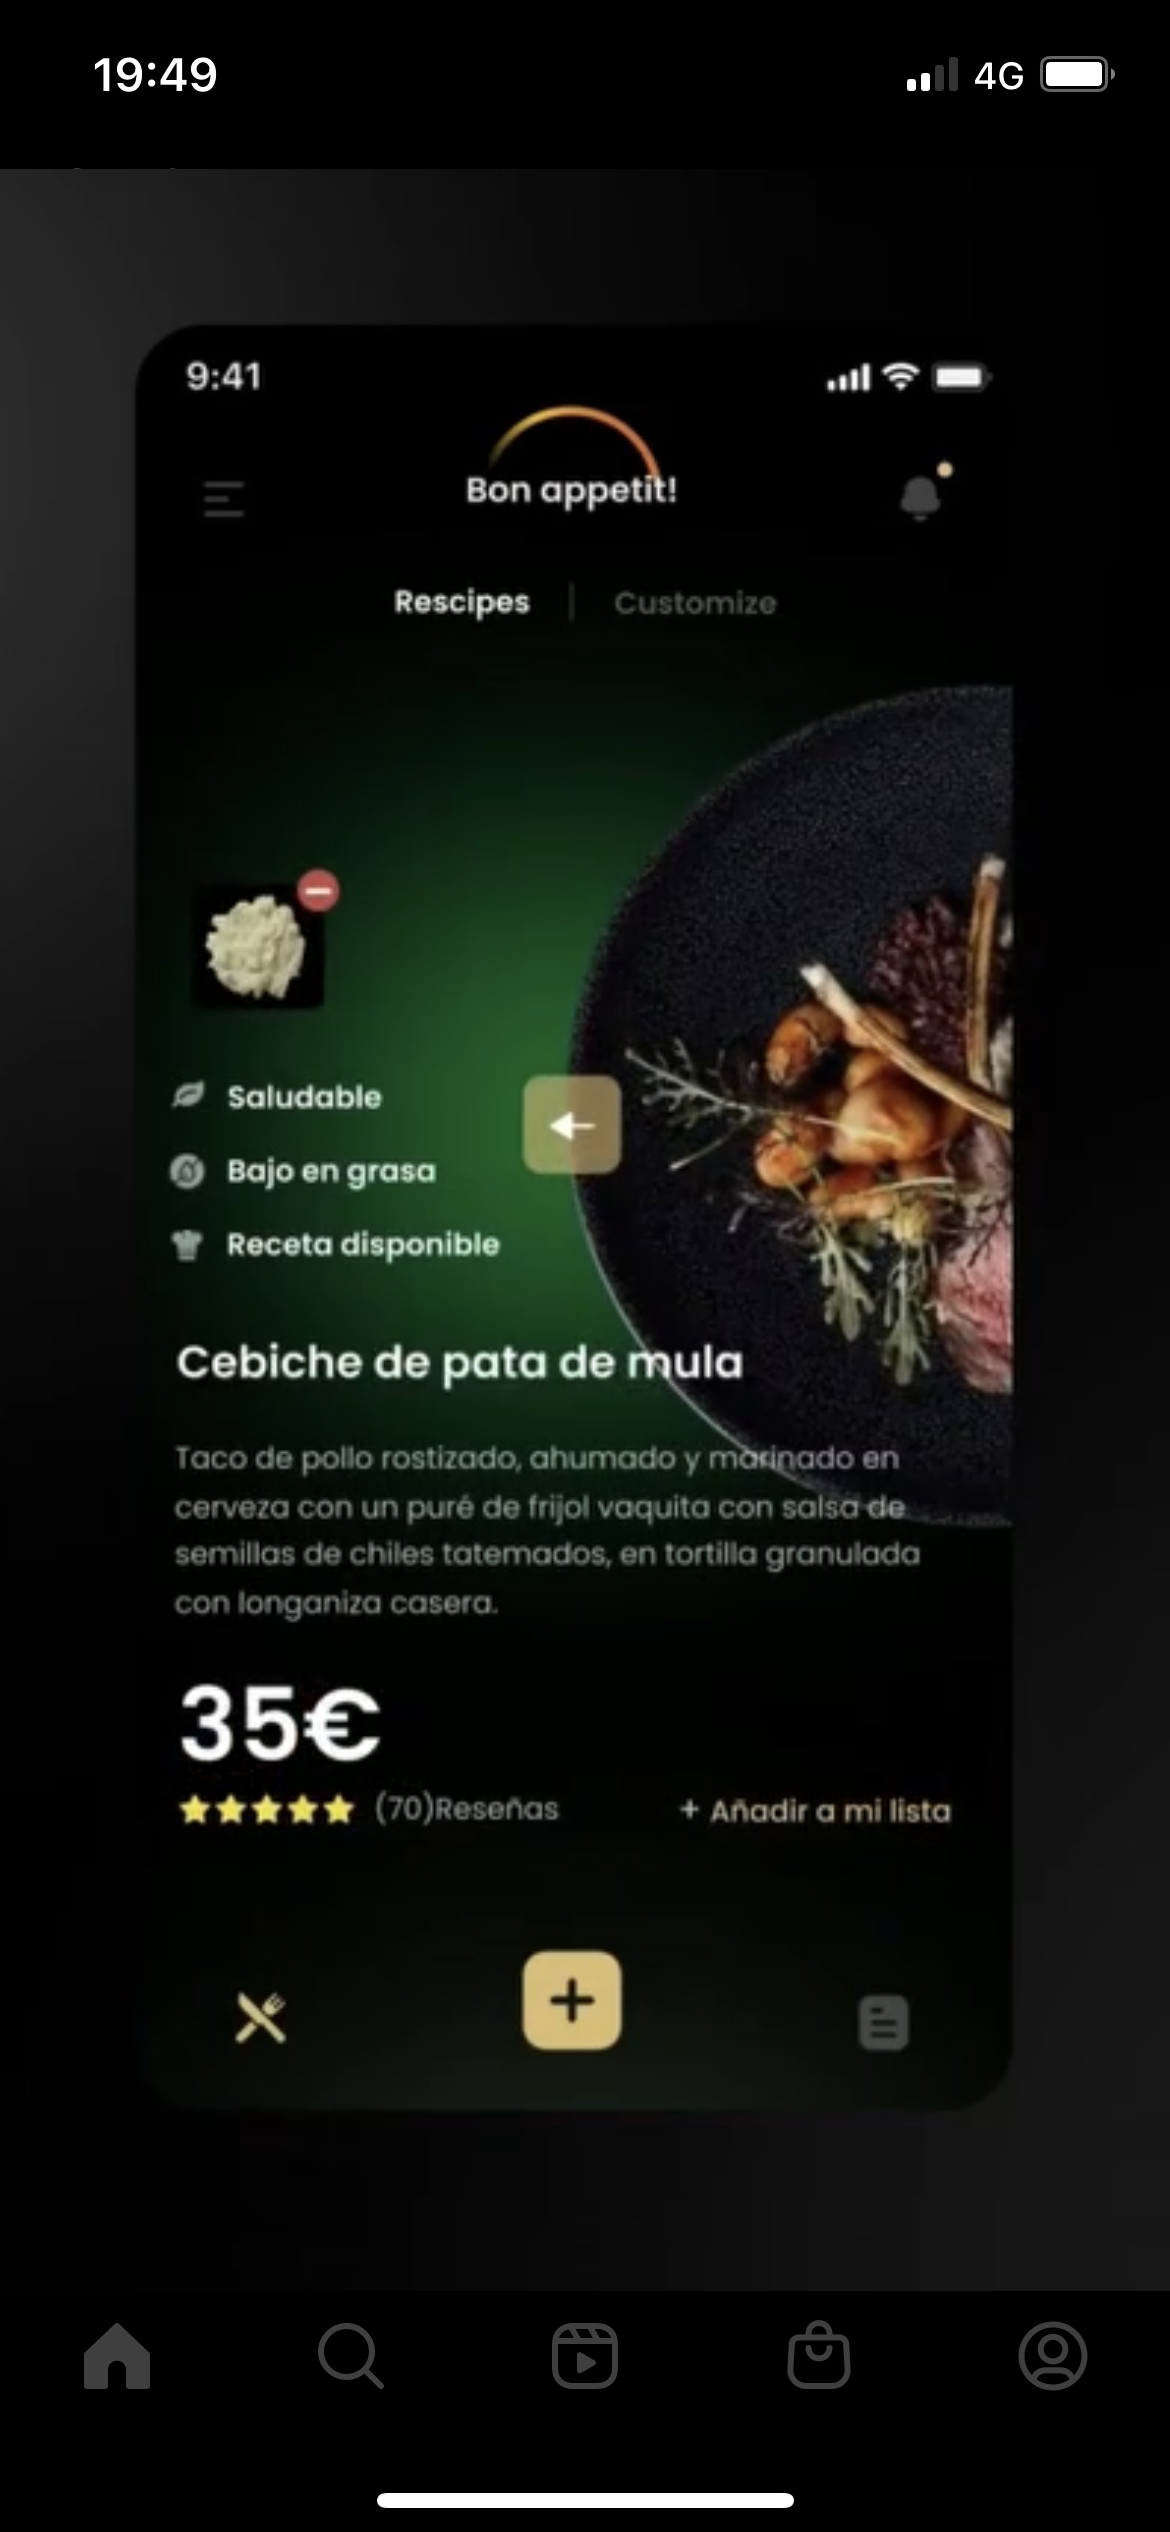 19:49
4G
9:41
Bon appetit!
Rescipes | Customize
Saludable
Bajo en grasa
Receta disponible
Cebiche de pata de mula
Taco de pollo rostizado, ahumado y marinado en
cerveza con un puré de frijol vaquita con salsa de
semillas de chiles tatemados, en tortilla granulada
con longaniza casera.
35€
(70)Reseñas
+ Añadir a mi lista